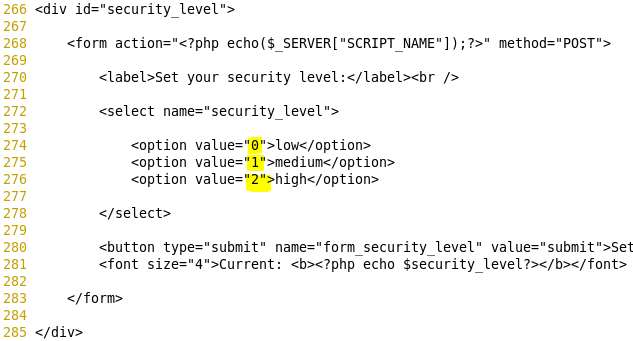 266 <div id="security_level">
267
268     <form action="<?php echo($_SERVER["SCRIPT_NAME"]);?>" method="POST">
269
270         <label>Set your security level:</label><br />
271
272         <select name="security_level">
273
274             <option value="0">low</option>
275             <option value="1">medium</option>
276             <option value="2">high</option>
277
278         </select>
279
280         <button type="submit" name="form_security_level" value="submit">Set
281         <font size="4">Current: <b><?php echo $security_level?></b></font>
282
283     </form>
284
285 </div>